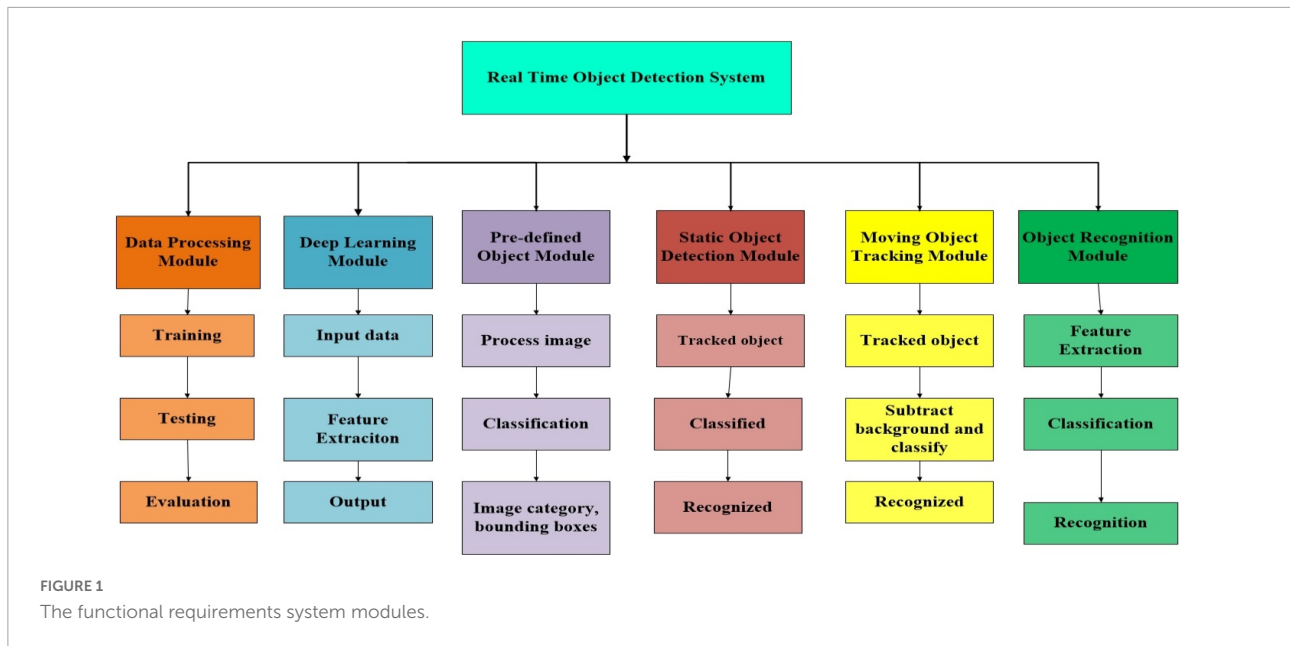 Real Time Object Detection System
Data Processing
Module
Training
Testing
Evaluation
Deep Learning
Module
Input data
Feature
Extraciton
Output
Pre-defined
Object Module
Process image
Classification
Image category,
bounding boxes
Static Object
Detection Module
Tracked object
Classified
Recognized
Moving Object
Tracking Module
Tracked object
Subtract
background and
classify
Recognized
Object Recognition
Module
Feature
Extraction
Classification
Recognition
FIGURE 1
The functional requirements system modules.